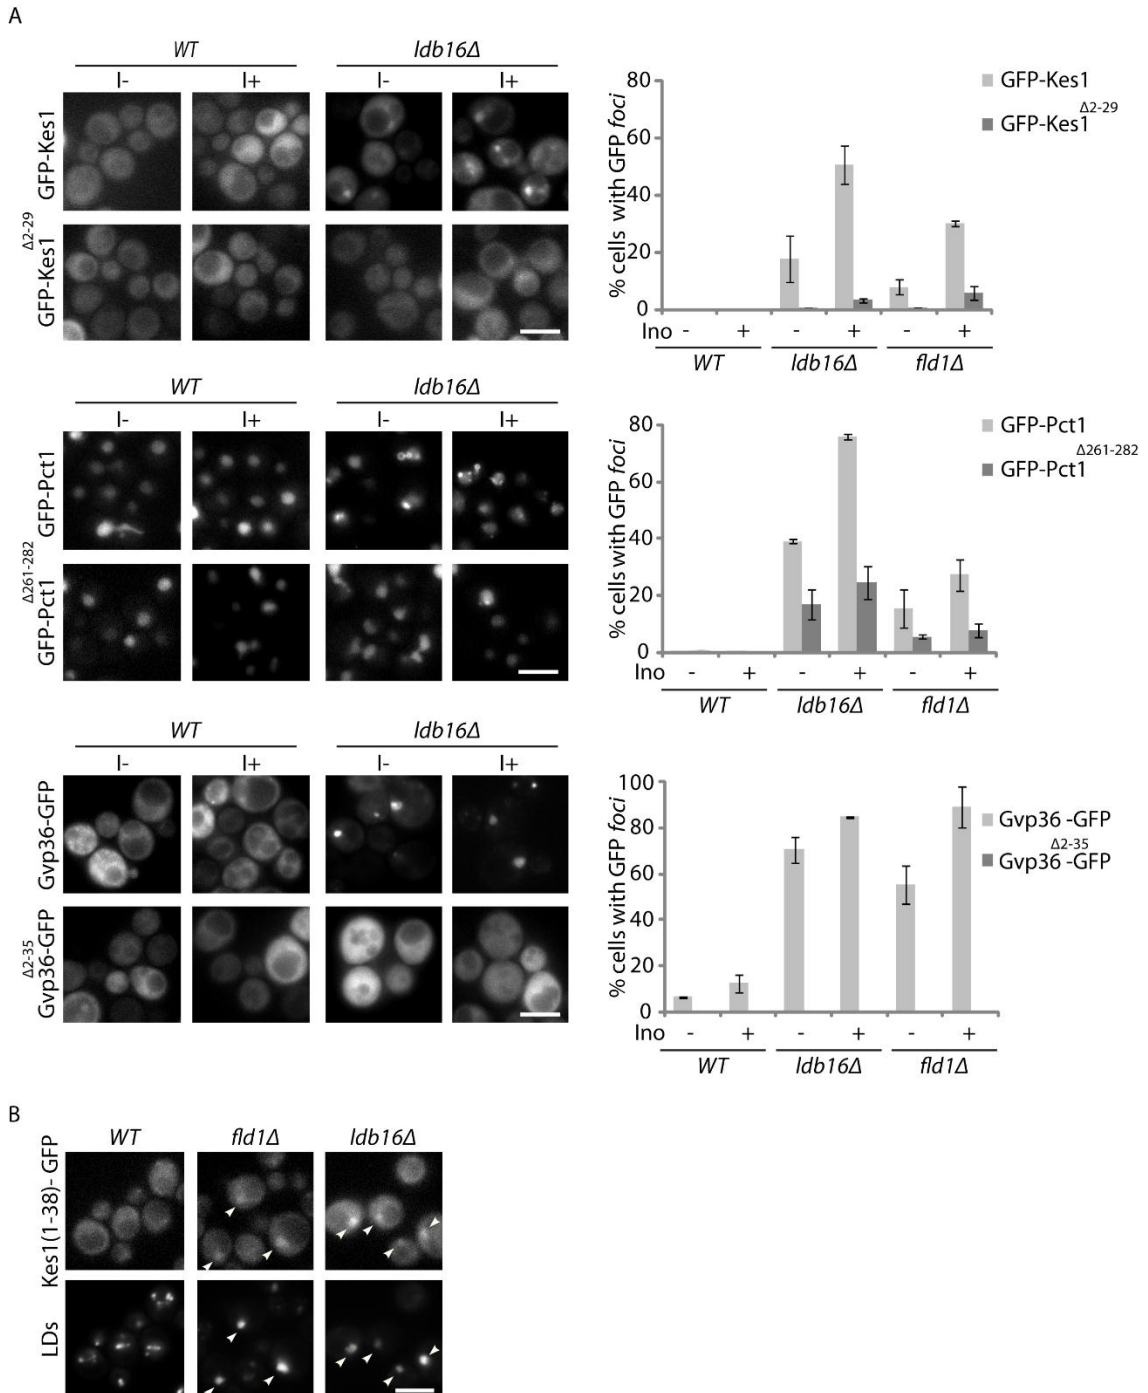 A
WT
ldb16Δ
I-
I+
I-
I+
GFP-Kes1
GFP-Kes1
Δ2-29
80
60
40
20
0
% cells with GFP foci
Ino
-
+
-
+
-
+
WT
ldb16Δ
fld1Δ
GFP-Kes1
Δ2-29
GFP-Kes1
WT
ldb16Δ
I-
I+
I-
I+
GFP-Pct1
GFP-Pct1
Δ261-282
80
60
40
20
0
% cells with GFP foci
Ino
-
+
-
+
-
+
WT
ldb16Δ
fld1Δ
GFP-Pct1
Δ261-282
GFP-Pct1
WT
ldb16Δ
I-
I+
I-
I+
Gvp36-GFP
Δ2-35
Gvp36-GFP
100
80
60
40
20
0
% cells with GFP foci
Ino
-
+
-
+
-
+
WT
ldb16Δ
fld1Δ
Gvp36 -GFP
Δ2-35
Gvp36 -GFP
B
WT
fld1Δ
ldb16Δ
Kes1(1-38)- GFP
LDs